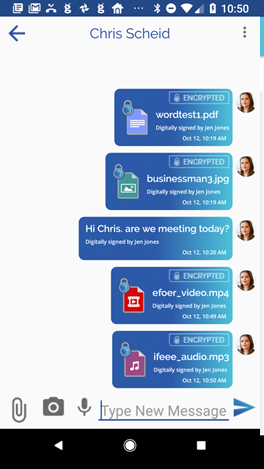 10:50
Chris Scheid
ENCRYPTED
wordtest1.pdf
Digitally signed by Jen Jones
Oct 12, 10:19 AM
ENCRYPTED
businessman3.jpg
Digitally signed by Jen Jones
Oct 12, 10:19 AM
Hi Chris. are we meeting today?
Digitally signed by Jen Jones
Oct 12, 10:20 AM
ENCRYPTED
efoer_video.mp4
Digitally signed by Jen Jones
Oct 12, 10:49 AM
ENCRYPTED
ifeee_audio.mp3
Digitally signed by Jen Jones
Oct 12, 10:50 AM
Type New Message